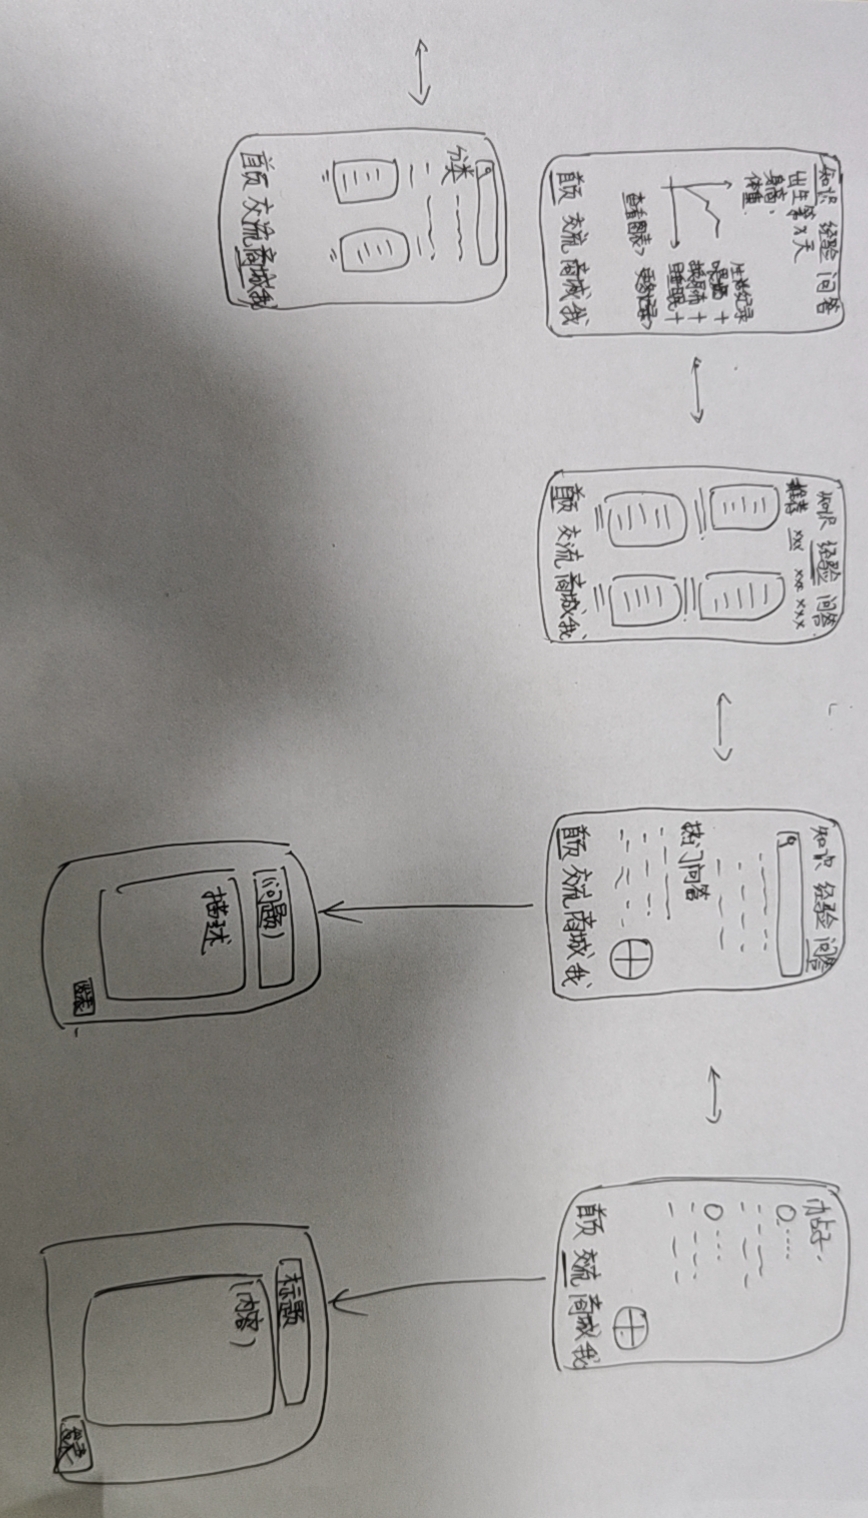 知识 经验 问答
出生第X天
身高:
体重:
生活记录
喂奶 +
换尿布 +
睡眠 +
查看图表> 更多记录>
首页 交流 商城 我
知识 经验 问答
推荐 xxx xxx xxx
首页 交流 商城 我
知识 经验 问答
热门问答
首页 交流 商城 我
帖子
首页 交流 商城 我
分类
首页 交流 商城 我
(问题)
描述
发表
标题
(内容)
发表